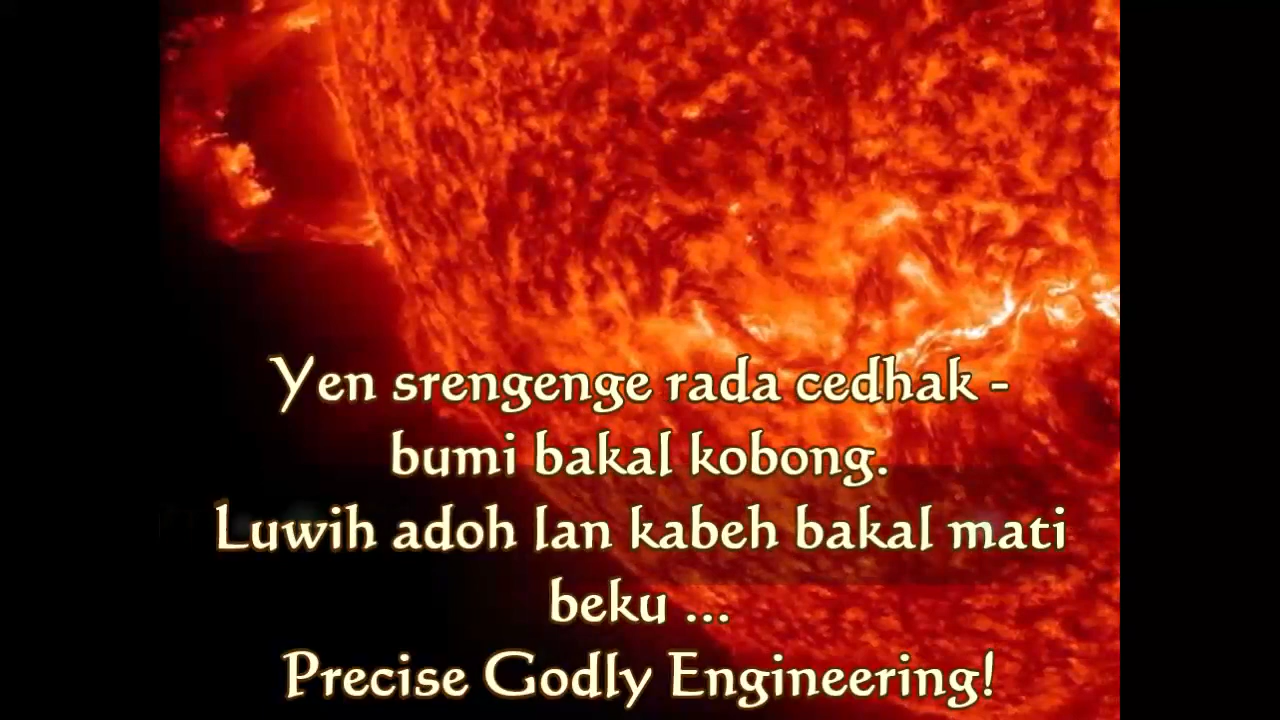 Yen srengenge rada cedhak -
bumi bakal kobong.
Luwih adoh lan kabeh bakal mati
beku ...
Precise Godly Engineering!